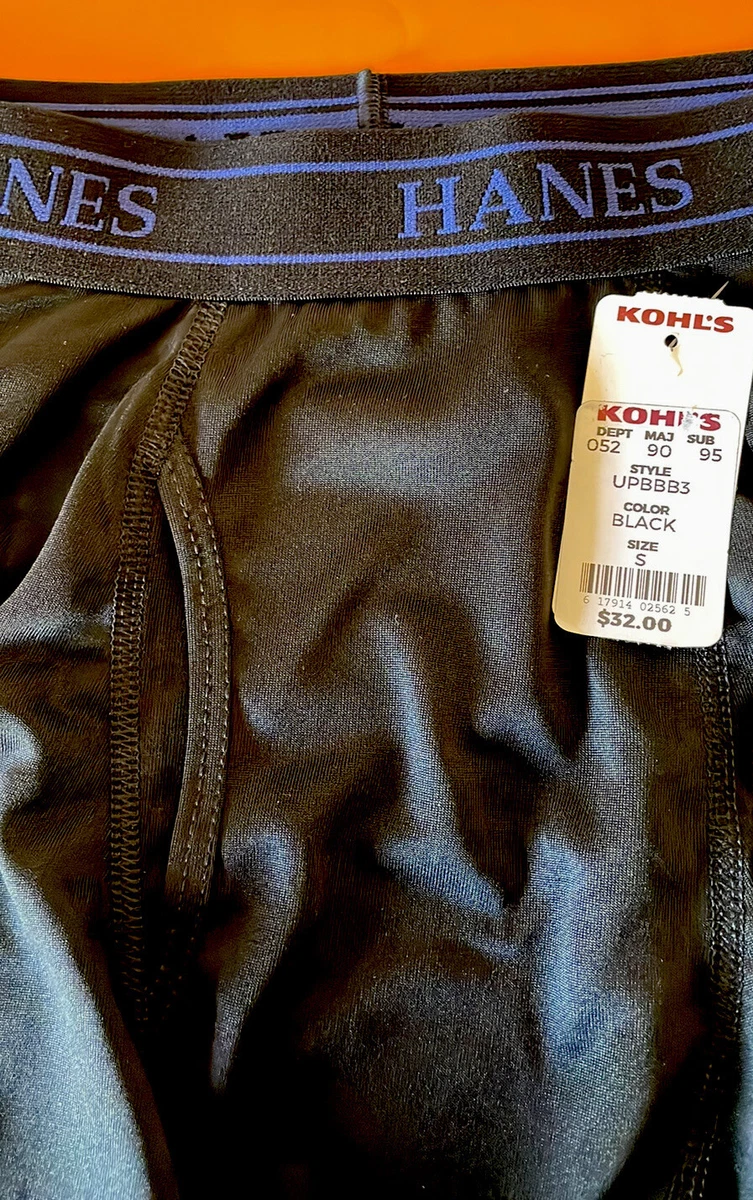 NES HANES
KOHL'S
KOHL'S
DEPT MAJ SUB
052 90 95
STYLE
UPBBB3
COLOR
BLACK
SIZE
S
6 17914 02562 5
$32.00